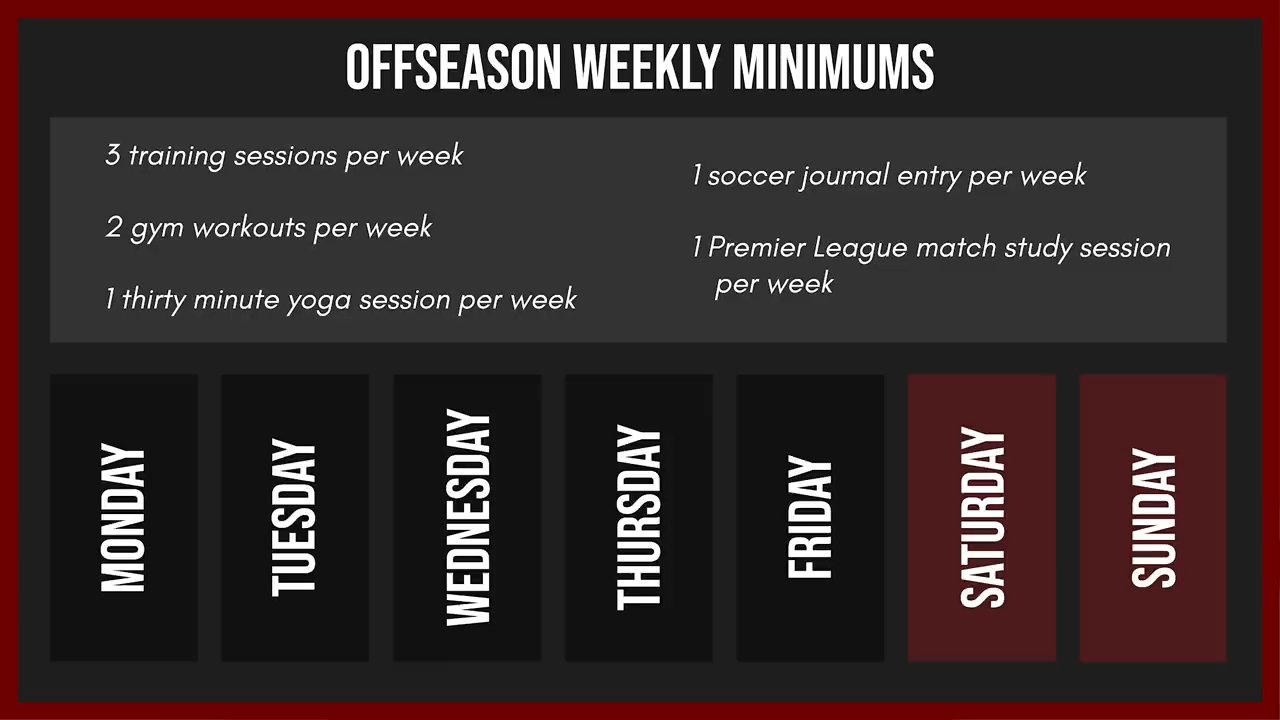 OFFSEASON WEEKLY MINIMUMS
3 training sessions per week
2 gym workouts per week
1 thirty minute yoga session per week
1 soccer journal entry per week
1 Premier League match study session
per week
MONDAY
TUESDAY
WEDNESDAY
THURSDAY
FRIDAY
SATURDAY
SUNDAY